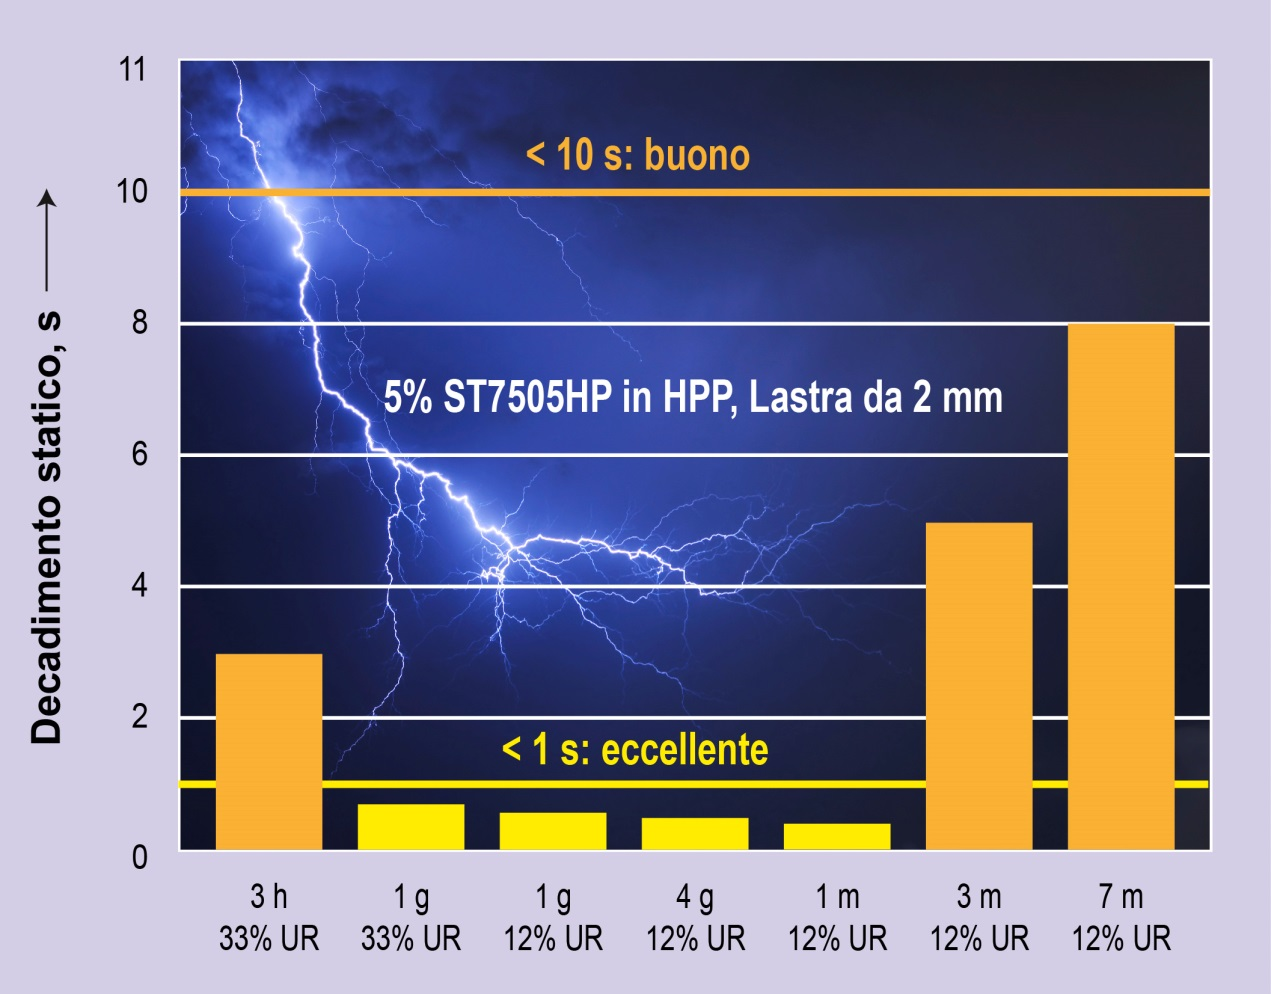 11
10
8
6
4
2
0
Decadimento statico, s
< 10 s: buono
5% ST7505HP in HPP, Lastra da 2 mm
< 1 s: eccellente
3 h 1 g 1 g 4 g 1 m 3 m 7 m
33% UR 33% UR 12% UR 12% UR 12% UR 12% UR 12% UR